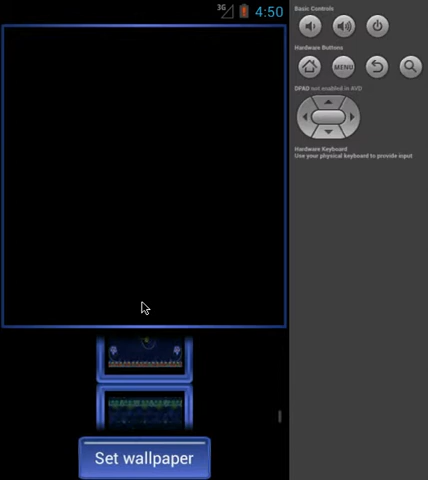 3G
4:50
Basic Controls
Hardware Buttons
MENU
DPAD not enabled in AVD
Hardware Keyboard
Use your physical keyboard to provide input
Set wallpaper